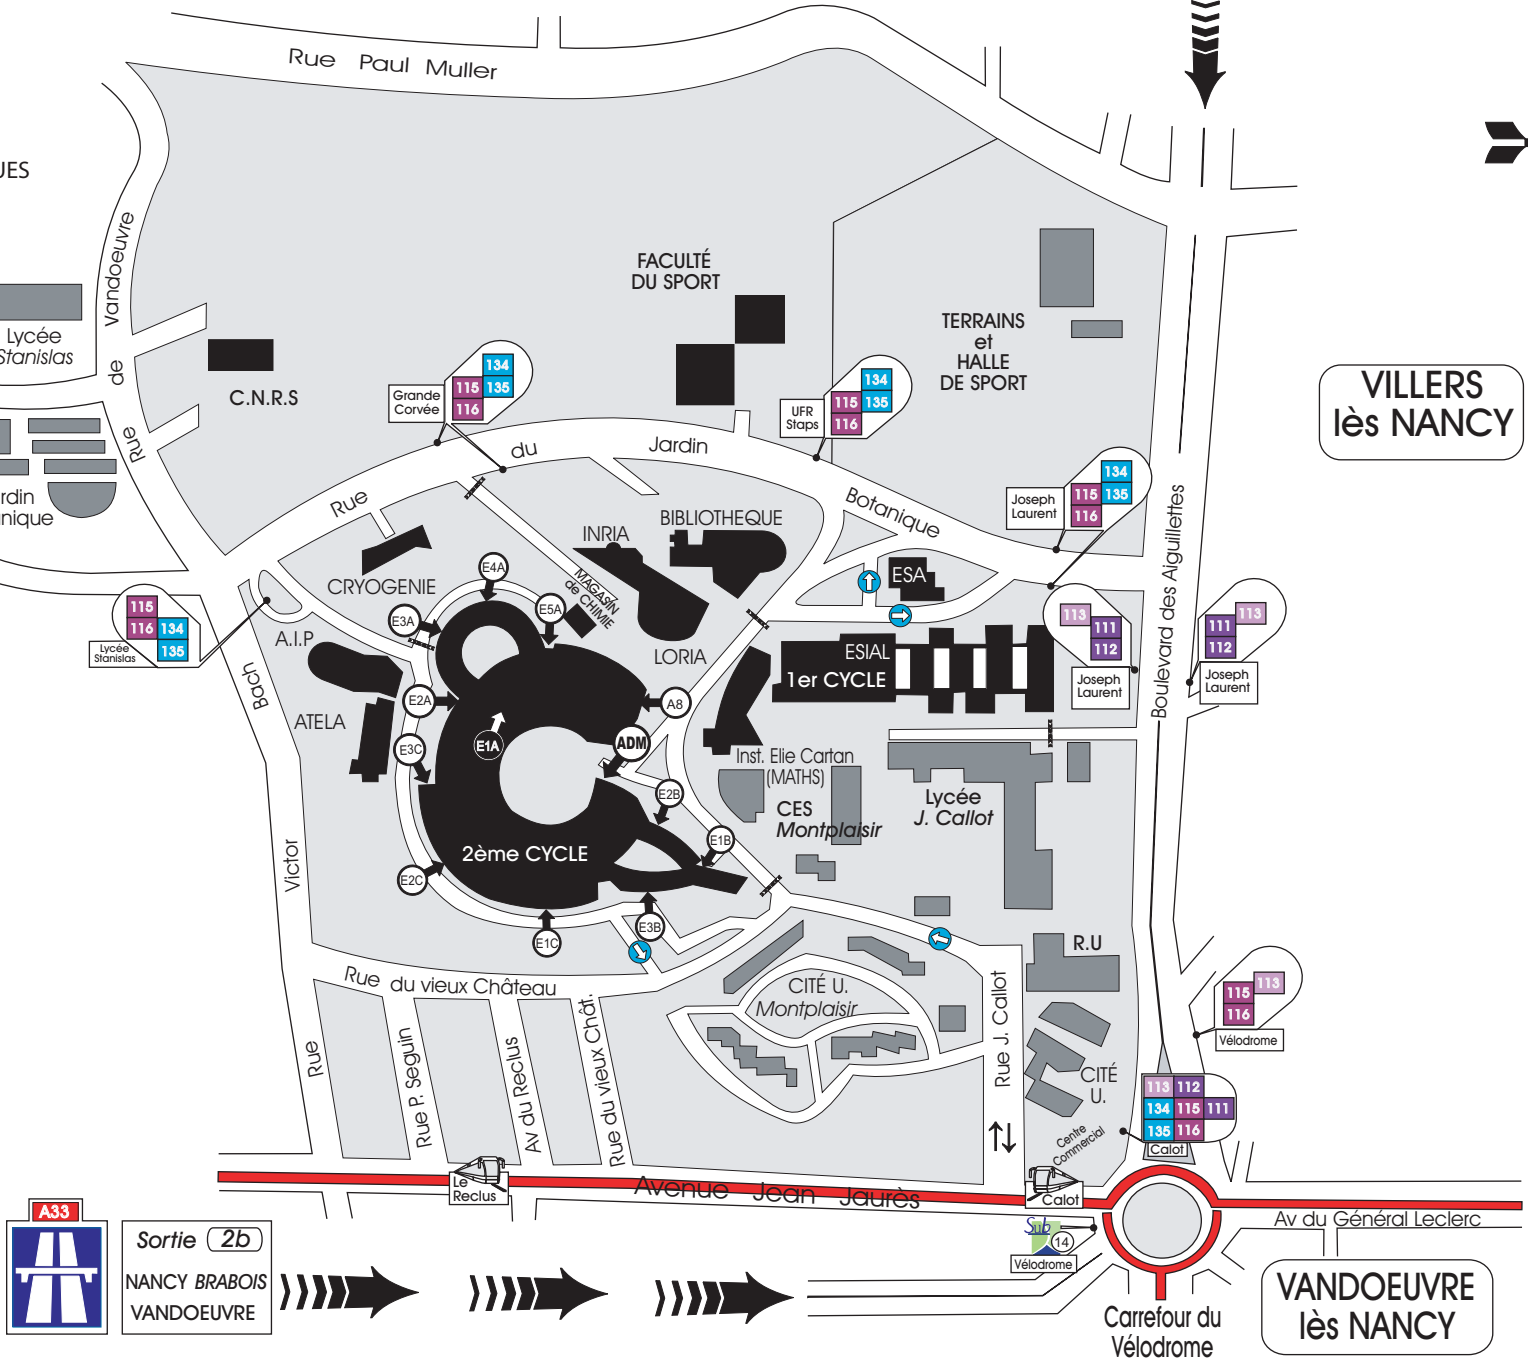 Rue Paul Muller
UES
Rue de Vandoeuvre
Lycée
Stanislas
rdin
nique
C.N.R.S
FACULTÉ
DU SPORT
TERRAINS
et
HALLE
DE SPORT
VILLERS
lès NANCY
Grande
Corvée
134
115 135
116
UFR
Staps
134
115 135
116
Joseph
Laurent
134
115 135
116
Rue du Jardin Botanique
Boulevard des Aiguillettes
CRYOGENIE
INRIA
BIBLIOTHEQUE
MAGASIN
de CHIMIE
ESA
E4A
E5A
E3A
115
116 134
135
Lycée
Stanislas
A.I.P
LORIA
ESIAL
1er CYCLE
113
111
112
Joseph
Laurent
113
111
112
Joseph
Laurent
ATELA
E2A
A8
E1A
ADM
E3C
Inst. Elie Cartan
(MATHS)
E2B
CES
Montplaisir
Lycée
J. Callot
E1B
2ème CYCLE
E2C
E3B
E1C
R.U
Rue Victor Bach
Rue du vieux Château
CITÉ U.
Montplaisir
113
115
116
Vélodrome
Rue P. Seguin
Av du Reclus
Rue du vieux Chât.
Rue J. Callot
CITÉ
U.
Centre
Commercial
113 112
134 115 111
135 116
Calot
Le
Reclus
Avenue Jean Jaurès
Calot
Av du Général Leclerc
Sub
14
Vélodrome
A33
Sortie 2b
NANCY BRABOIS
VANDOEUVRE
Carrefour du
Vélodrome
VANDOEUVRE
lès NANCY